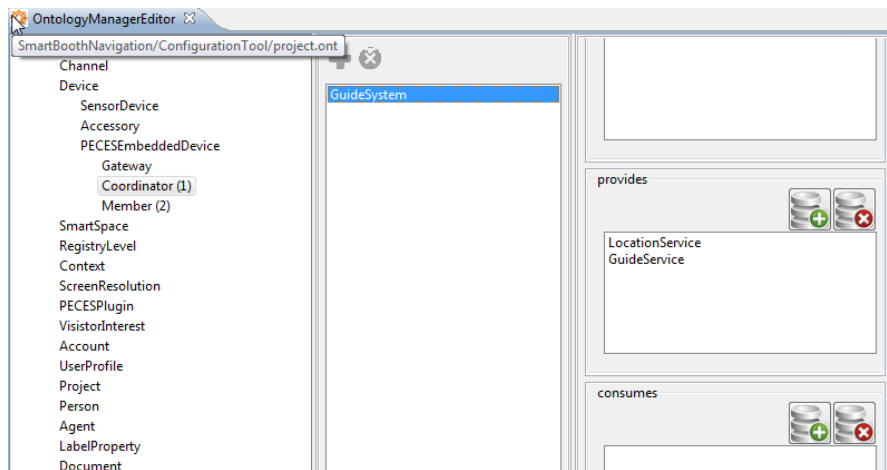 OntologyManagerEditor
SmartBoothNavigation/ConfigurationTool/project.ont
Channel
Device
SensorDevice
Accessory
PECESEmbeddedDevice
Gateway
Coordinator (1)
Member (2)
SmartSpace
RegistryLevel
Context
ScreenResolution
PECESPlugin
VisistorInterest
Account
UserProfile
Project
Person
Agent
LabelProperty
Document
GuideSystem
provides
LocationService
GuideService
consumes